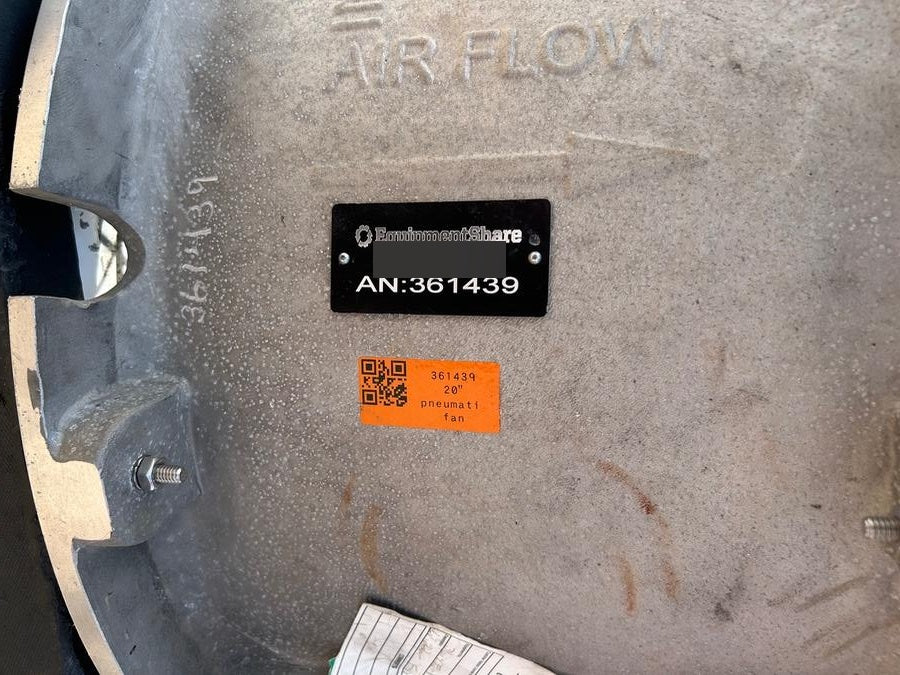 AIR FLOW
EquipmentShare
AN:361439
361439
361439
20"
pneumati
fan